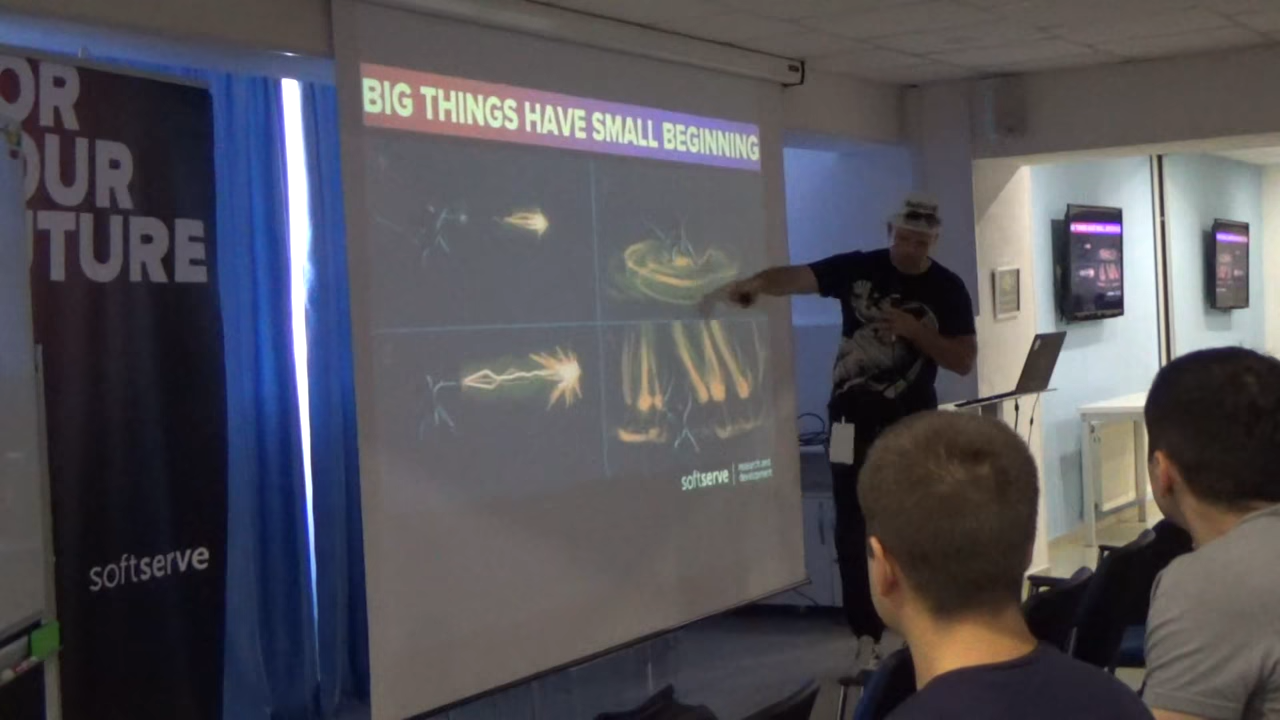 OR
OUR
UTURE
softserve
BIG THINGS HAVE SMALL BEGINNING
softserve
research and
development